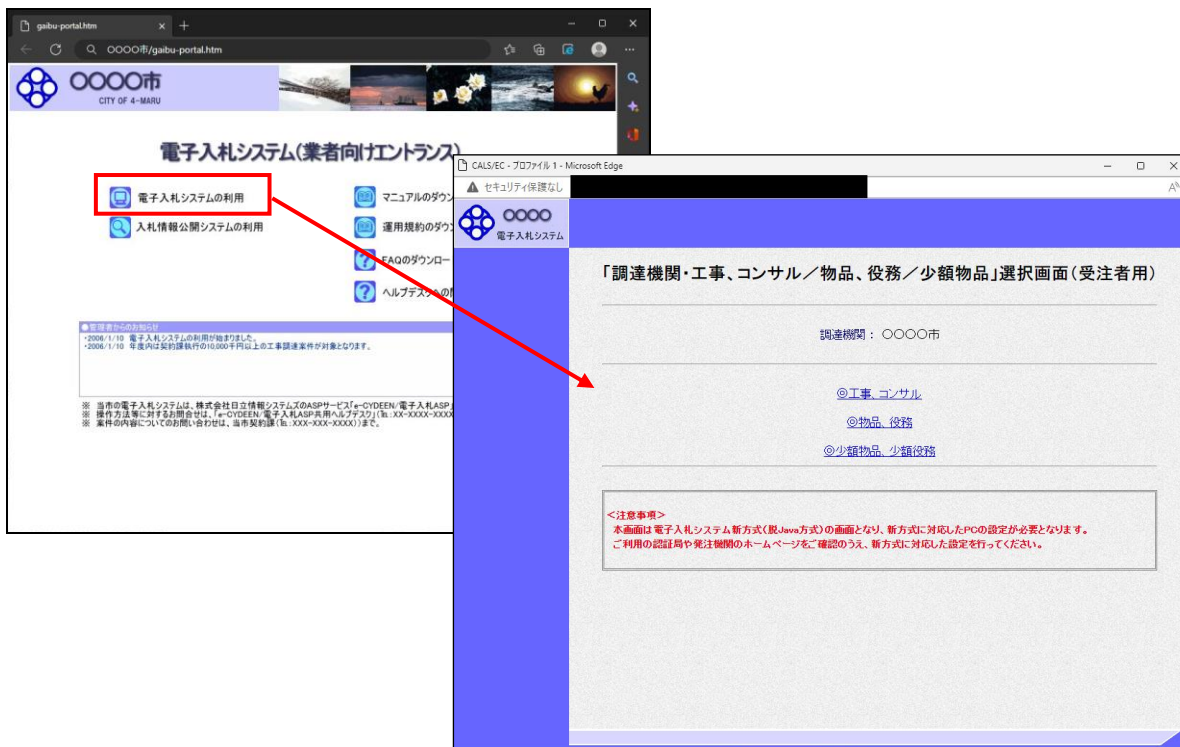 gaibu-portal.htm
〇〇〇〇市/gaibu-portal.htm
〇〇〇〇市
CITY OF 4-MARU
電子入札システム(業者向けエントランス)
電子入札システムの利用
マニュアルのダウン
入札情報公開システムの利用
運用規約のダウ
FAQのダウンロー
ヘルプデスクへの
●管理者からのお知らせ
・2006/1/10 電子入札システムの利用が始まりました。
・2006/1/10 年度内は契約課執行の10,000千円以上の工事調達案件が対象となります。
※ 当市の電子入札システムは、株式会社日立情報システムズのASPサービス「e-CYDEEN/電子入札ASP」
※ 操作方法等に対するお問合せは、「e-CYDEEN/電子入札ASP共用ヘルプデスク」(℡:XX-XXXX-XXXX
※ 案件の内容についてのお問い合わせは、当市契約課(℡:XXX-XXX-XXXX))まで。
CALS/EC - プロファイル 1 - Microsoft Edge
セキュリティ保護なし
〇〇〇〇
電子入札システム
「調達機関・工事、コンサル／物品、役務／少額物品」選択画面(受注者用)
調達機関： 〇〇〇〇市
◎工事、コンサル
◎物品、役務
◎少額物品、少額役務
＜注意事項＞
本画面は電子入札システム新方式(脱Java方式)の画面となり、新方式に対応したPCの設定が必要となります。
ご利用の認証局や発注機関のホームページをご確認のうえ、新方式に対応した設定を行ってください。